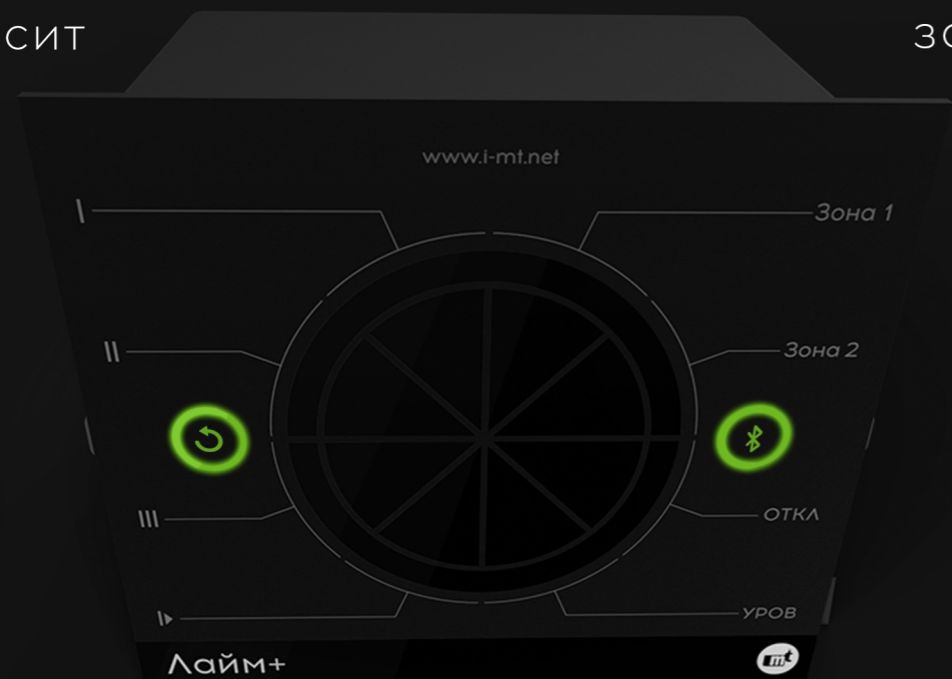 СИТ
ЗО
www.i-mt.net
I
Зона 1
II
Зона 2
III
ОТКЛ
I▷
УРОВ
Лайм+
mt